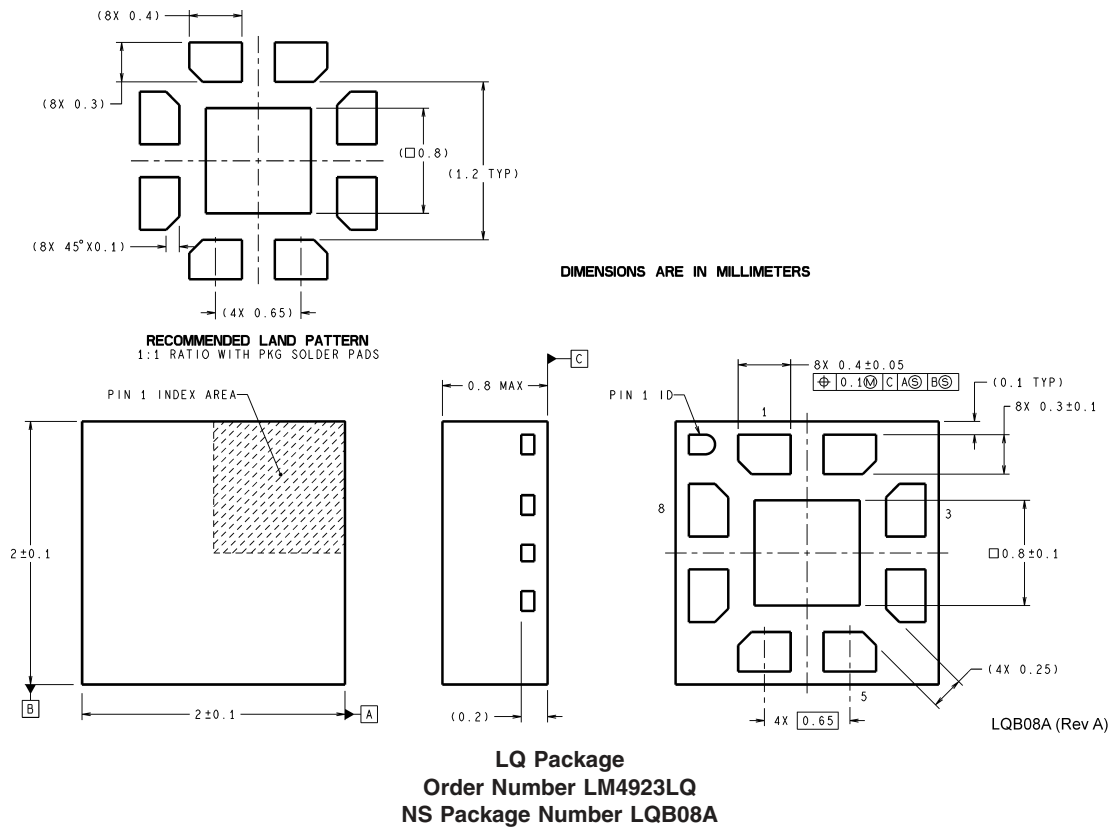 (8X 0.4)
(8X 0.3)
(□0.8)
(1.2 TYP)
(8X 45°X0.1)
(4X 0.65)
DIMENSIONS ARE IN MILLIMETERS
RECOMMENDED LAND PATTERN
1:1 RATIO WITH PKG SOLDER PADS
PIN 1 INDEX AREA
2±0.1
B
2±0.1
A
0.8 MAX
C
(0.2)
8X 0.4±0.05
⌖ 0.1Ⓜ C AⓈ BⓈ
(0.1 TYP)
8X 0.3±0.1
PIN 1 ID
1
8
3
□0.8±0.1
(4X 0.25)
5
4X 0.65
LQB08A (Rev A)
LQ Package
Order Number LM4923LQ
NS Package Number LQB08A